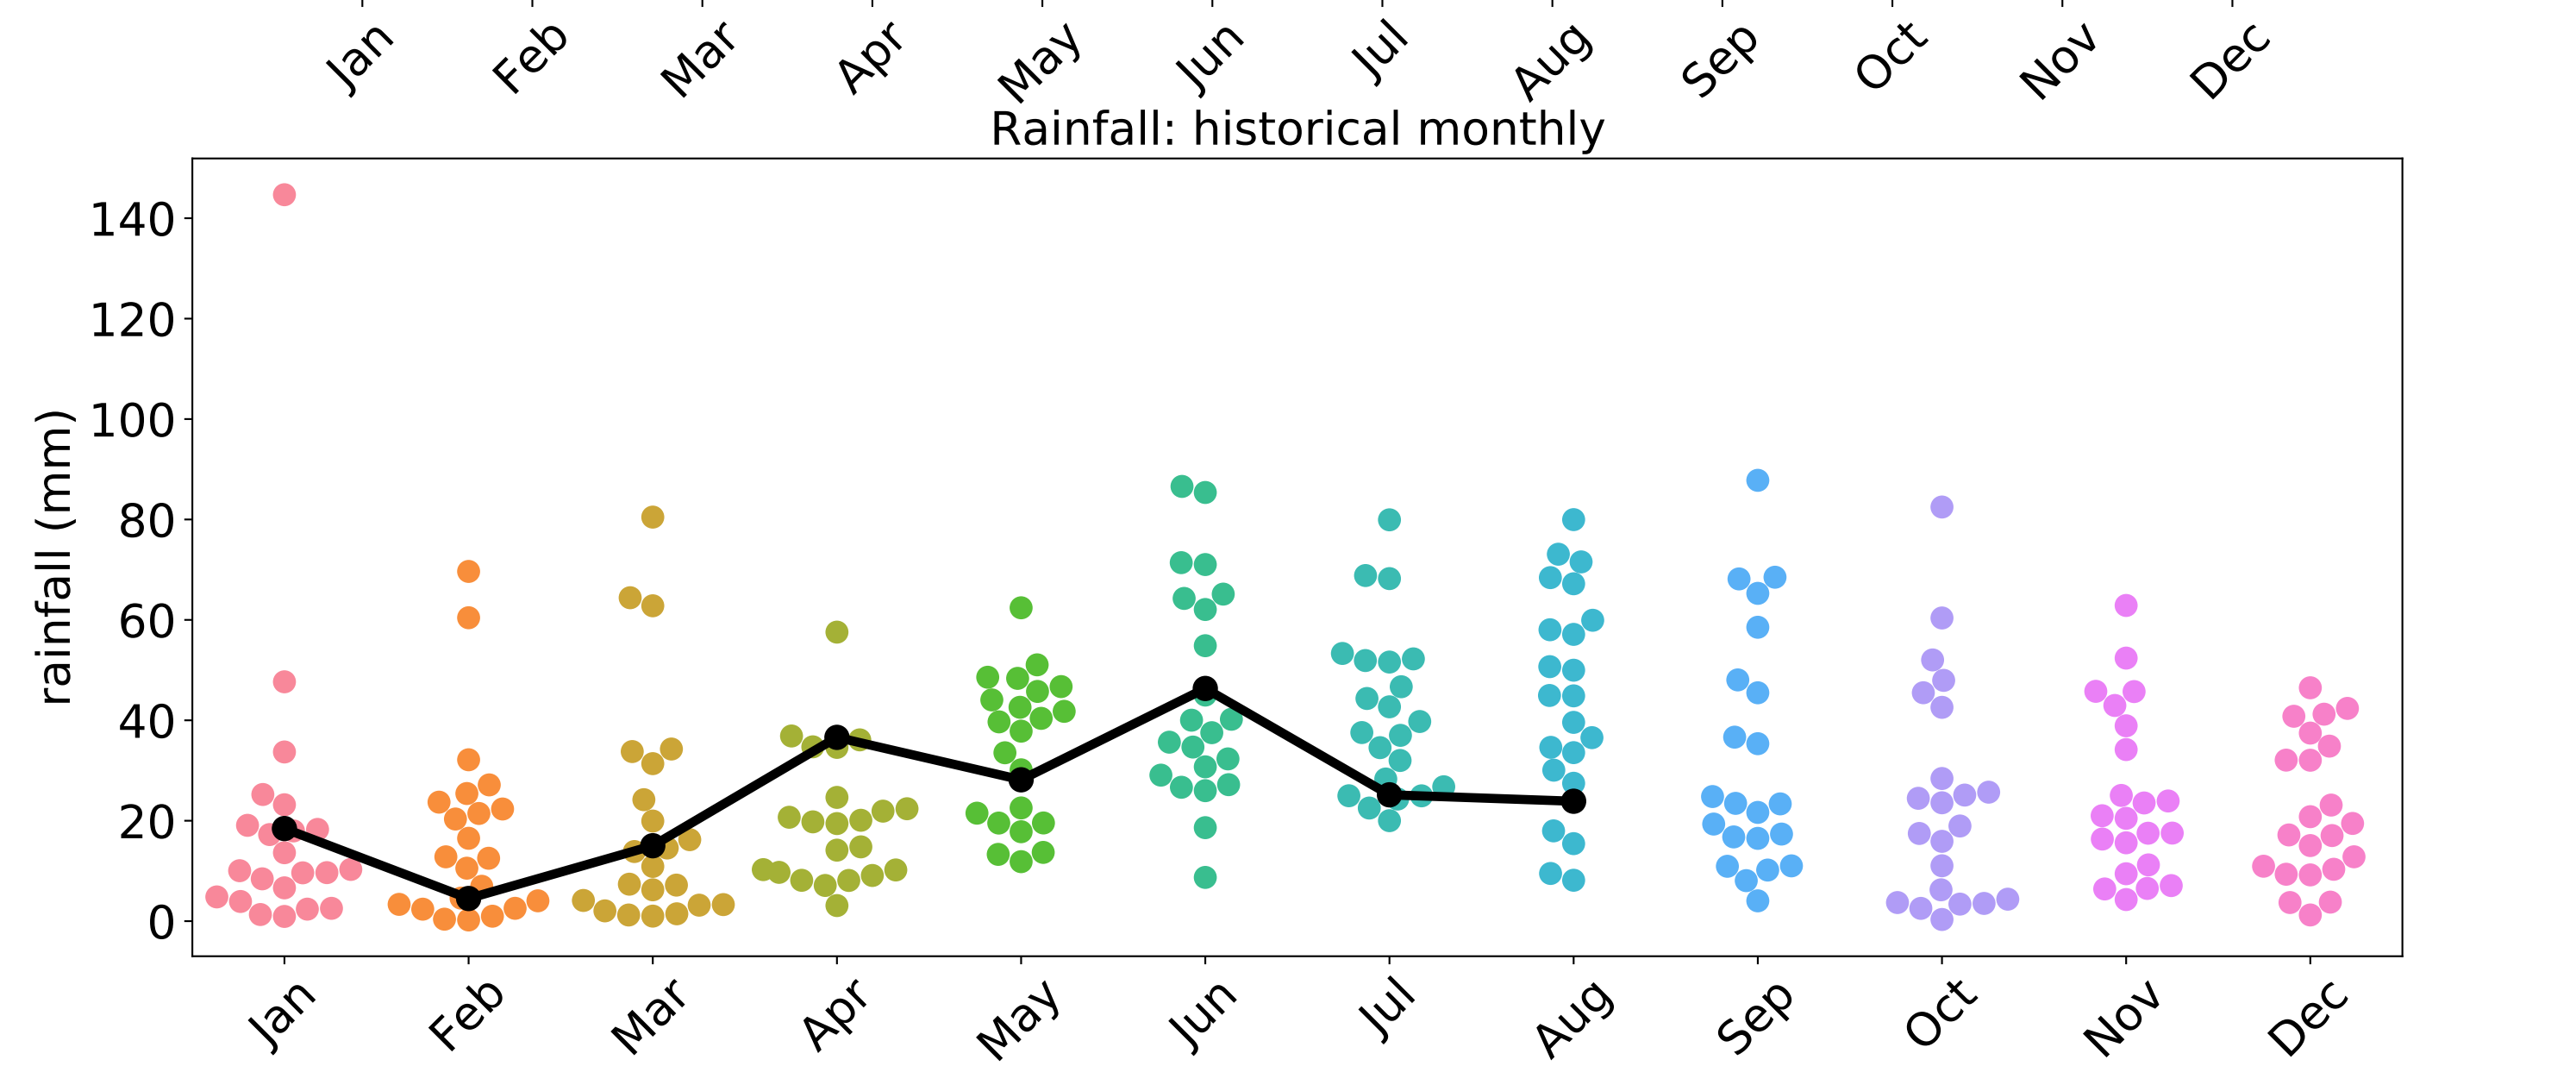 Jan Feb Mar Apr May Jun Jul Aug Sep Oct Nov Dec
Rainfall: historical monthly
rainfall (mm)
140
120
100
80
60
40
20
0
Jan Feb Mar Apr May Jun Jul Aug Sep Oct Nov Dec